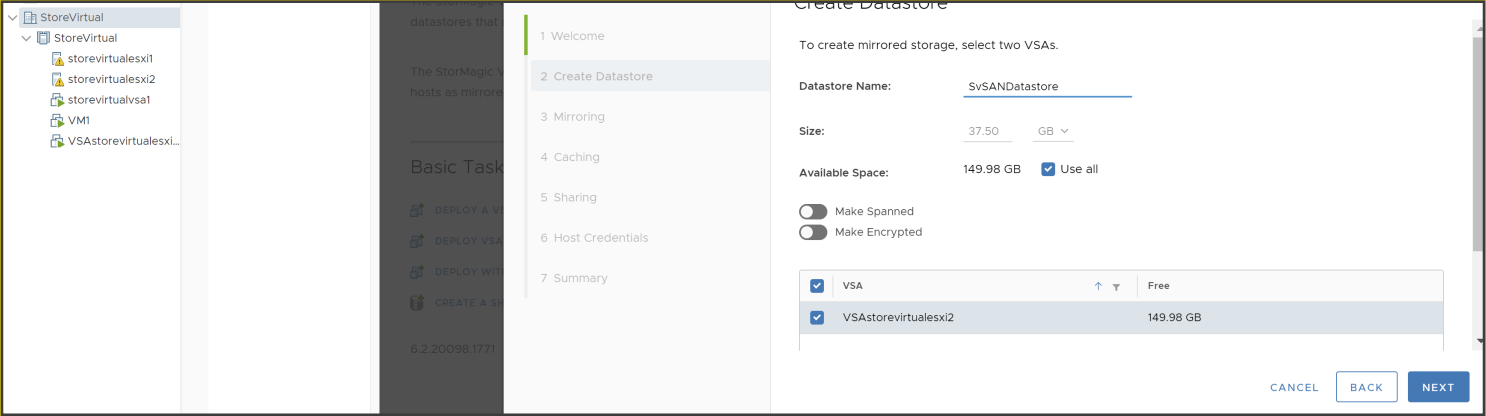 StoreVirtual
StoreVirtual
storevirtualesxi1
storevirtualesxi2
storevirtualvsa1
VM1
VSAstorevirtualesxi...
The StorMagic
datastores that
The StorMagic V
hosts as mirrore
Basic Task
DEPLOY A VS
DEPLOY VSA
DEPLOY WIT
CREATE A SH
6.2.20098.1771
1 Welcome
2 Create Datastore
3 Mirroring
4 Caching
5 Sharing
6 Host Credentials
7 Summary
Create Datastore
To create mirrored storage, select two VSAs.
Datastore Name: SvSANDatastore
Size: 37.50 GB
Available Space: 149.98 GB Use all
Make Spanned
Make Encrypted
VSA Free
VSAstorevirtualesxi2 149.98 GB
CANCEL BACK NEXT